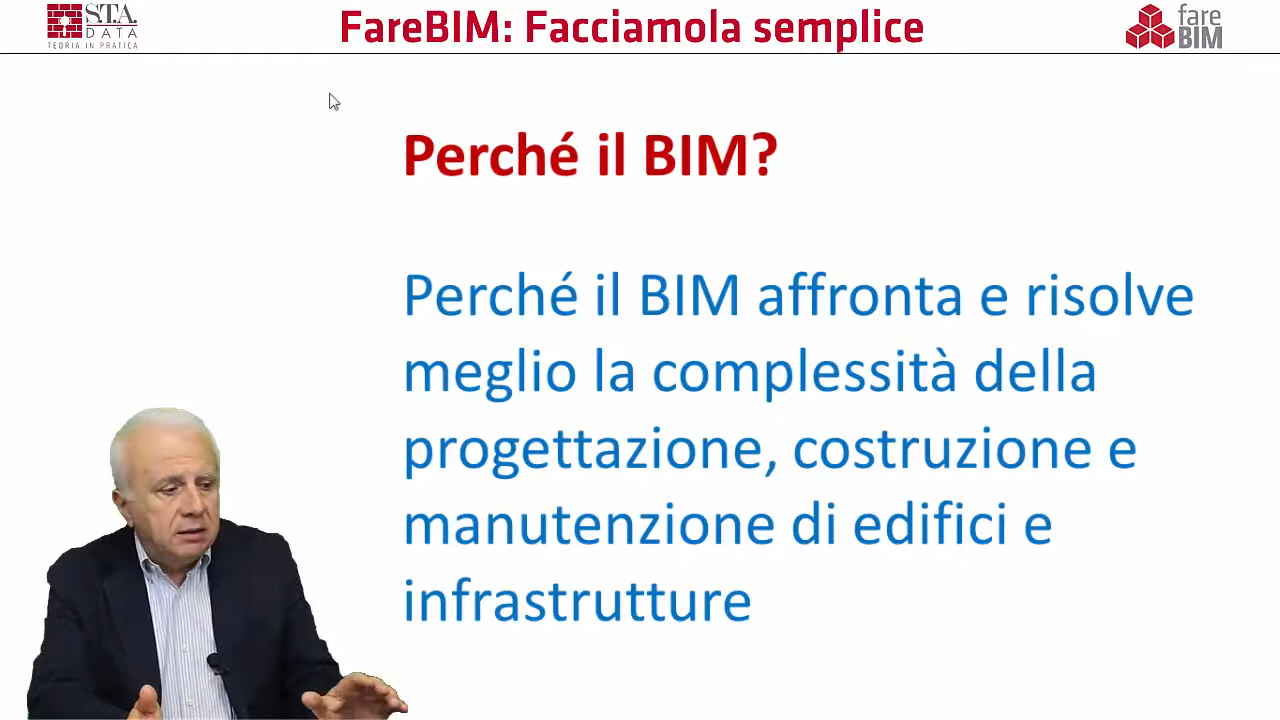 S.T.A.
DATA
TEORIA IN PRATICA
FareBIM: Facciamola semplice
fare
BIM
Perché il BIM?
Perché il BIM affronta e risolve
meglio la complessità della
progettazione, costruzione e
manutenzione di edifici e
infrastrutture